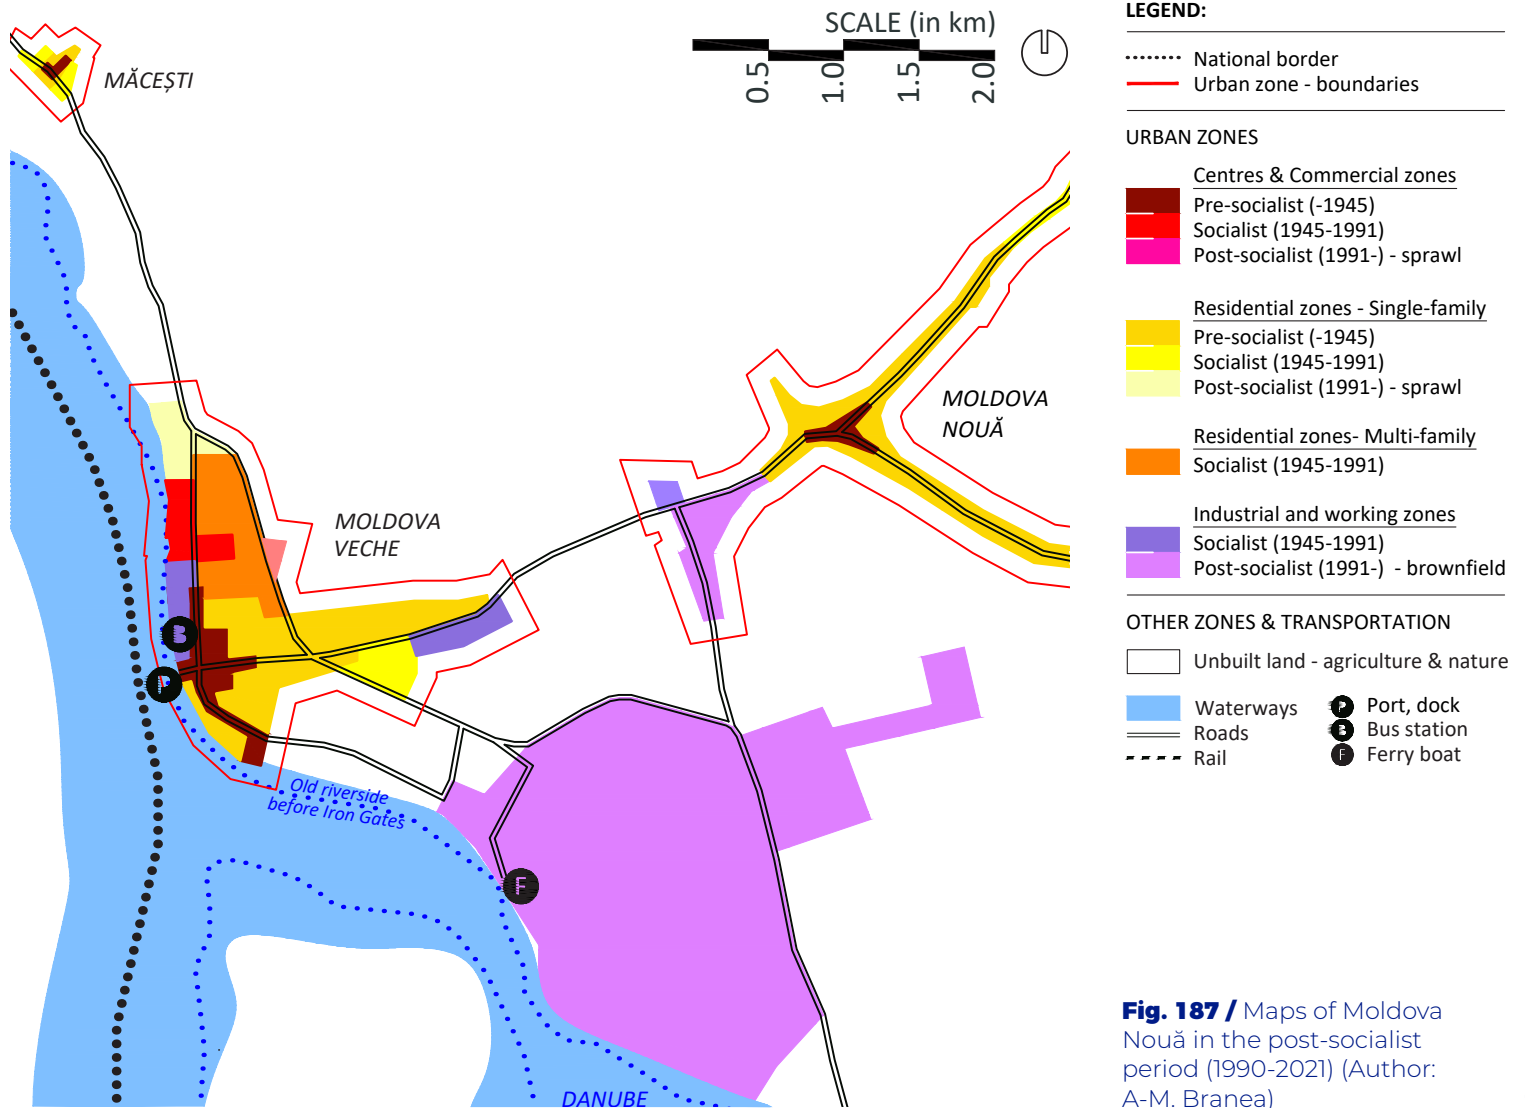 SCALE (in km)
0.5
1.0
1.5
2.0
MĂCEȘTI
MOLDOVA
NOUĂ
MOLDOVA
VECHE
Old riverside
before Iron Gates
F
DANUBE
LEGEND:
National border
Urban zone - boundaries
URBAN ZONES
Centres & Commercial zones
Pre-socialist (-1945)
Socialist (1945-1991)
Post-socialist (1991-) - sprawl
Residential zones - Single-family
Pre-socialist (-1945)
Socialist (1945-1991)
Post-socialist (1991-) - sprawl
Residential zones- Multi-family
Socialist (1945-1991)
Industrial and working zones
Socialist (1945-1991)
Post-socialist (1991-) - brownfield
OTHER ZONES & TRANSPORTATION
Unbuilt land - agriculture & nature
Waterways
Roads
Rail
P Port, dock
B Bus station
F Ferry boat
Fig. 187 / Maps of Moldova
Nouă in the post-socialist
period (1990-2021) (Author:
A-M. Branea)